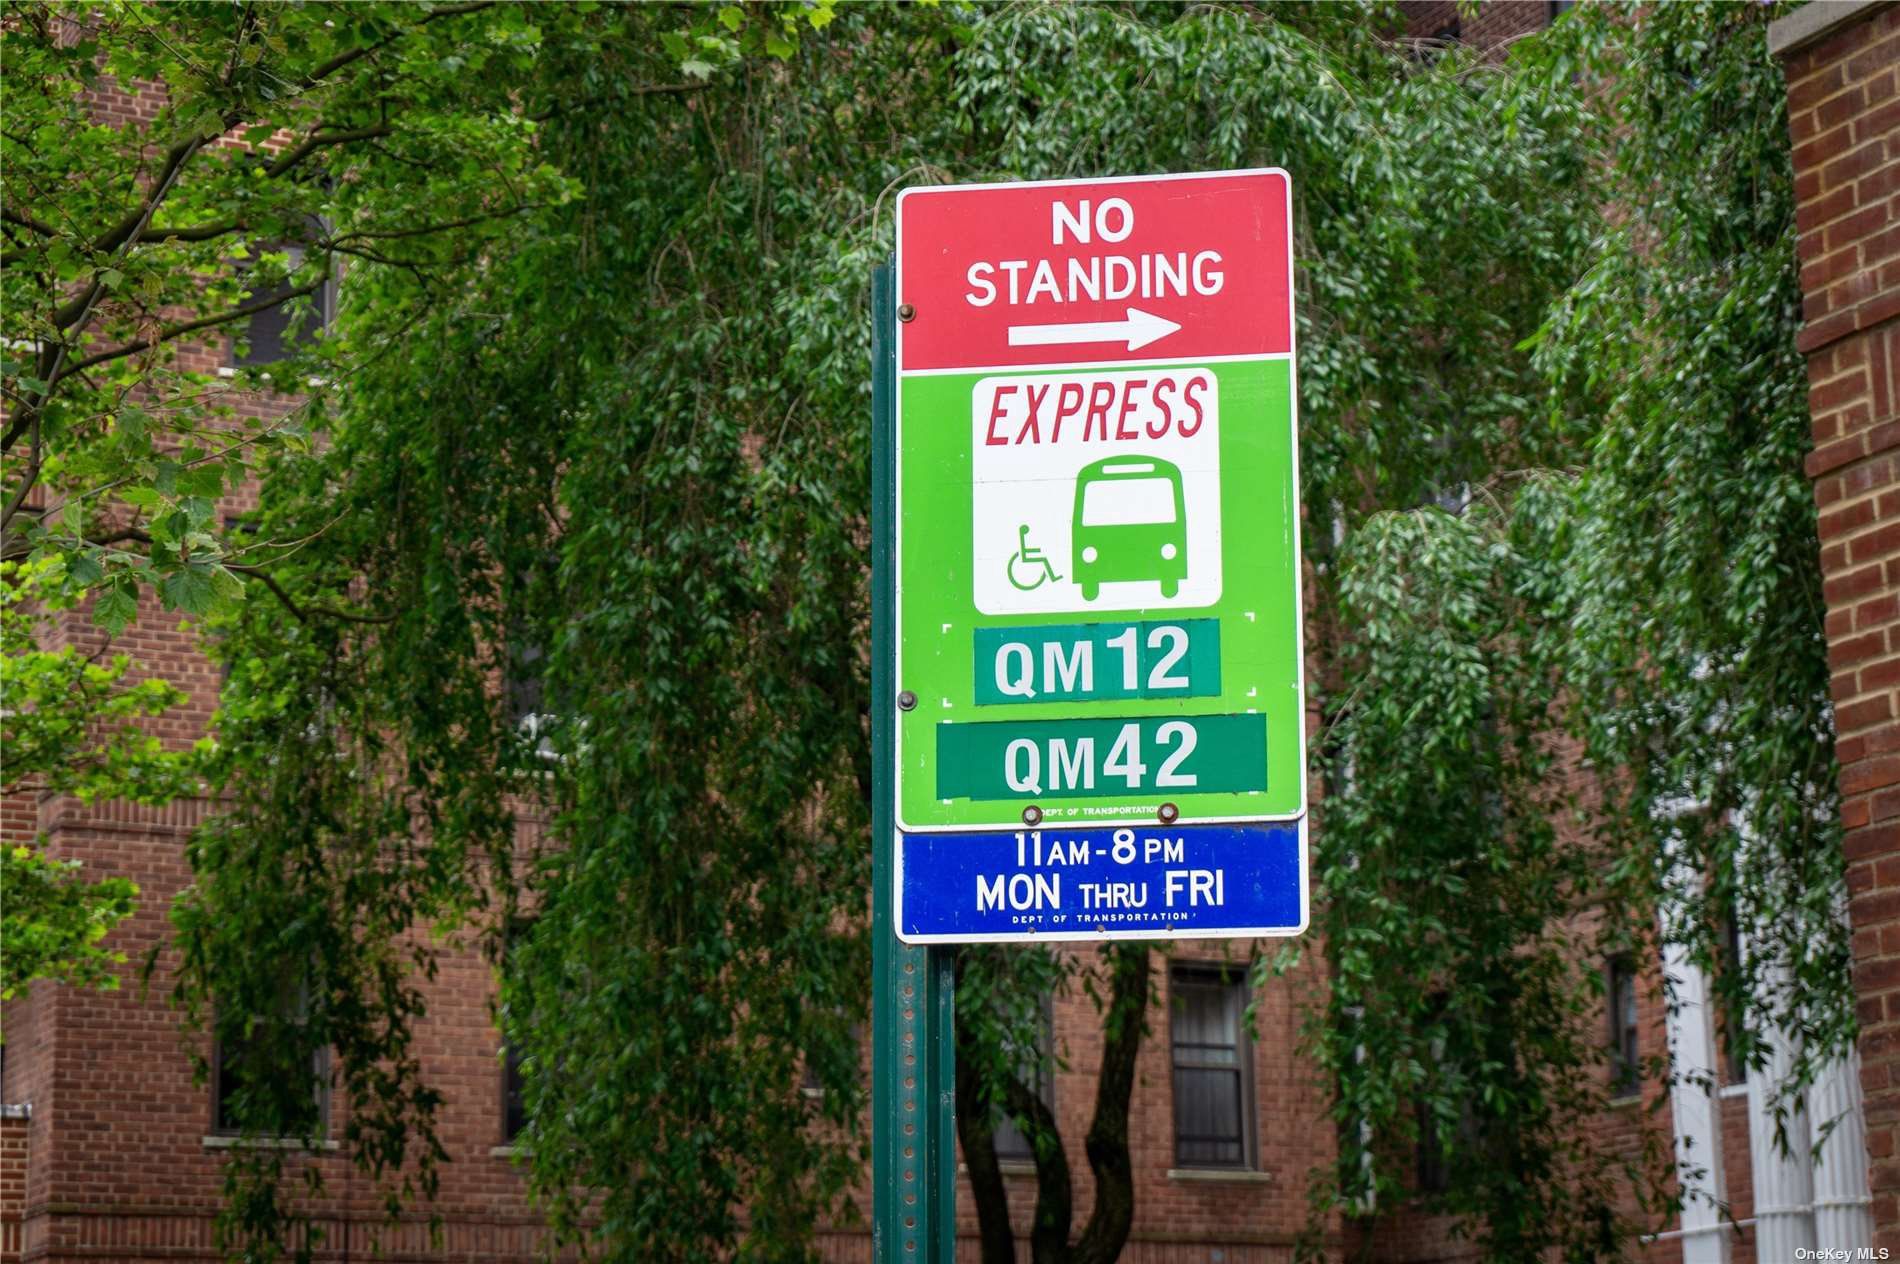 NO
STANDING
EXPRESS
QM12
QM42
DEPT. OF TRANSPORTATION
11AM-8PM
MON THRU FRI
DEPT OF TRANSPORTATION
OneKey MLS